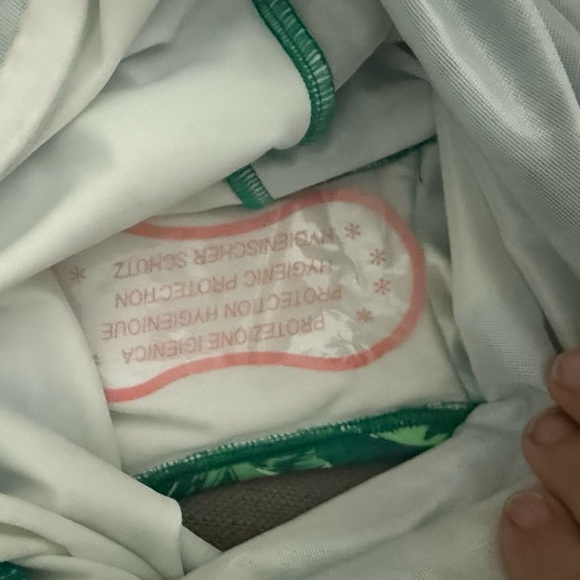 * PROTEZIONE IGIENICA *
* PROTECTION HYGIENIQUE
* HYGIENIC PROTECTION
* HYGIENISCHER SCHUTZ *